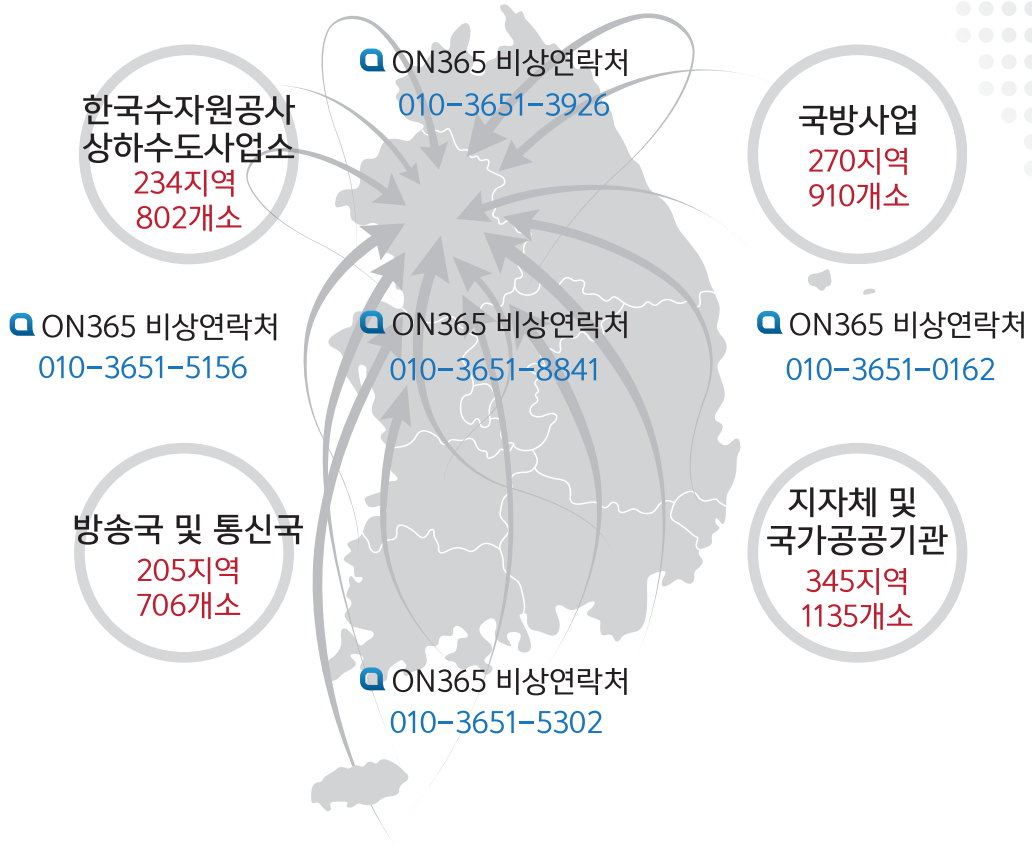 ON365 비상연락처
010-3651-3926
한국수자원공사
상하수도사업소
234지역
802개소
국방사업
270지역
910개소
ON365 비상연락처
010-3651-5156
ON365 비상연락처
010-3651-8841
ON365 비상연락처
010-3651-0162
방송국 및 통신국
205지역
706개소
지자체 및
국가공공기관
345지역
1135개소
ON365 비상연락처
010-3651-5302